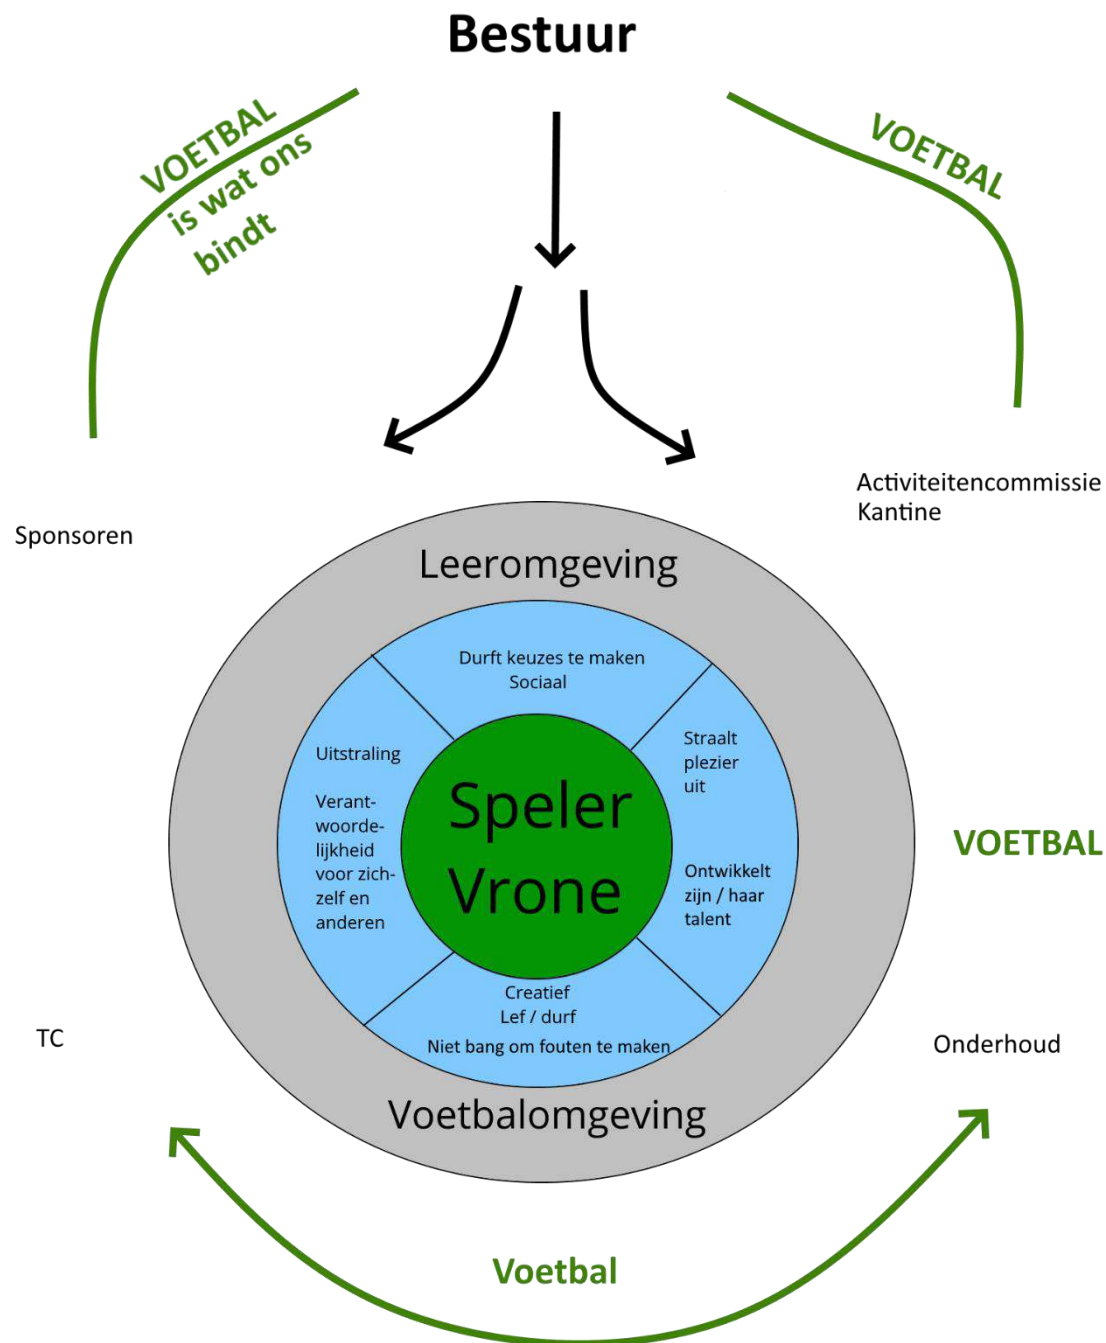 Bestuur
VOETBAL
is wat ons
bindt
VOETBAL
Sponsoren
Activiteitencommissie
Kantine
Leeromgeving
Durft keuzes te maken
Sociaal
Uitstraling
Verant-
woorde-
lijkheid
voor zich-
zelf en
anderen
Speler
Vrone
Straalt
plezier
uit
Ontwikkelt
zijn / haar
talent
VOETBAL
Creatief
Lef / durf
Niet bang om fouten te maken
TC
Onderhoud
Voetbalomgeving
Voetbal